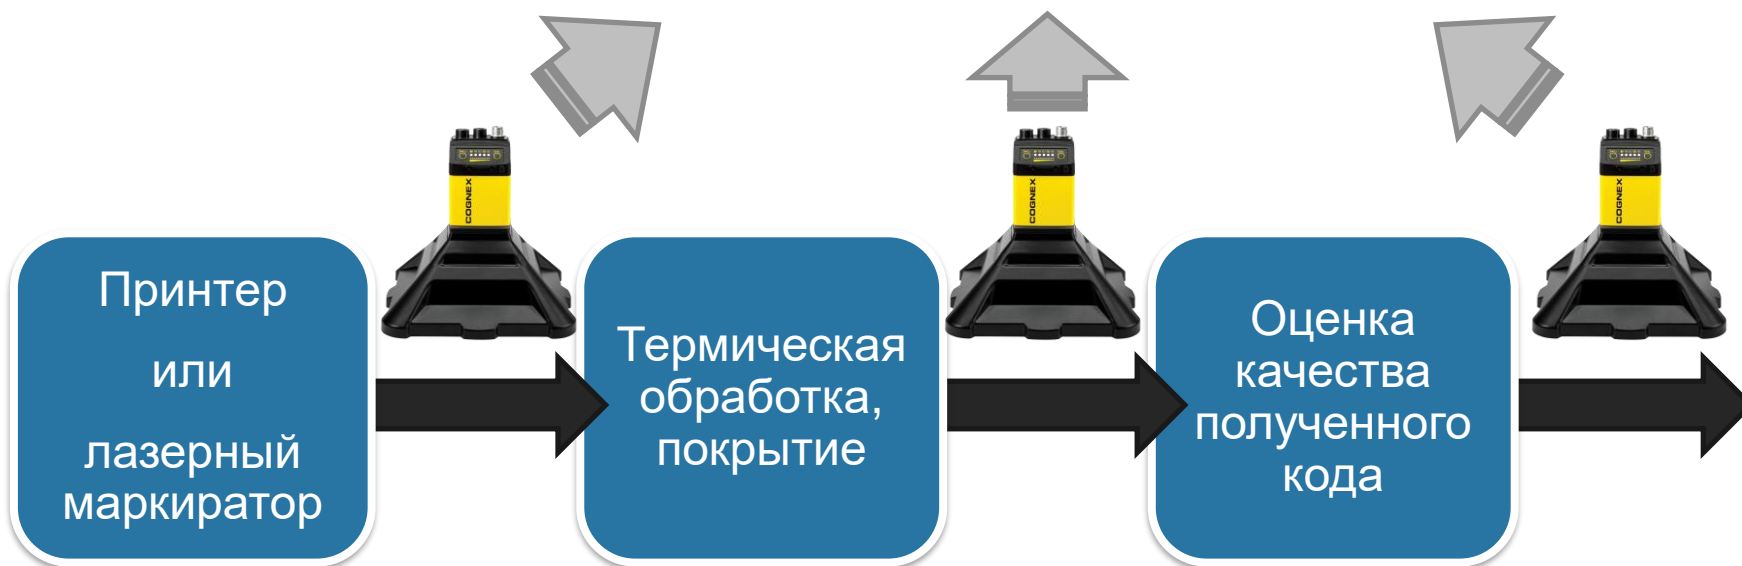 COGNEX
COGNEX
COGNEX
Принтер
или
лазерный
маркиратор
Термическая
обработка,
покрытие
Оценка
качества
полученного
кода